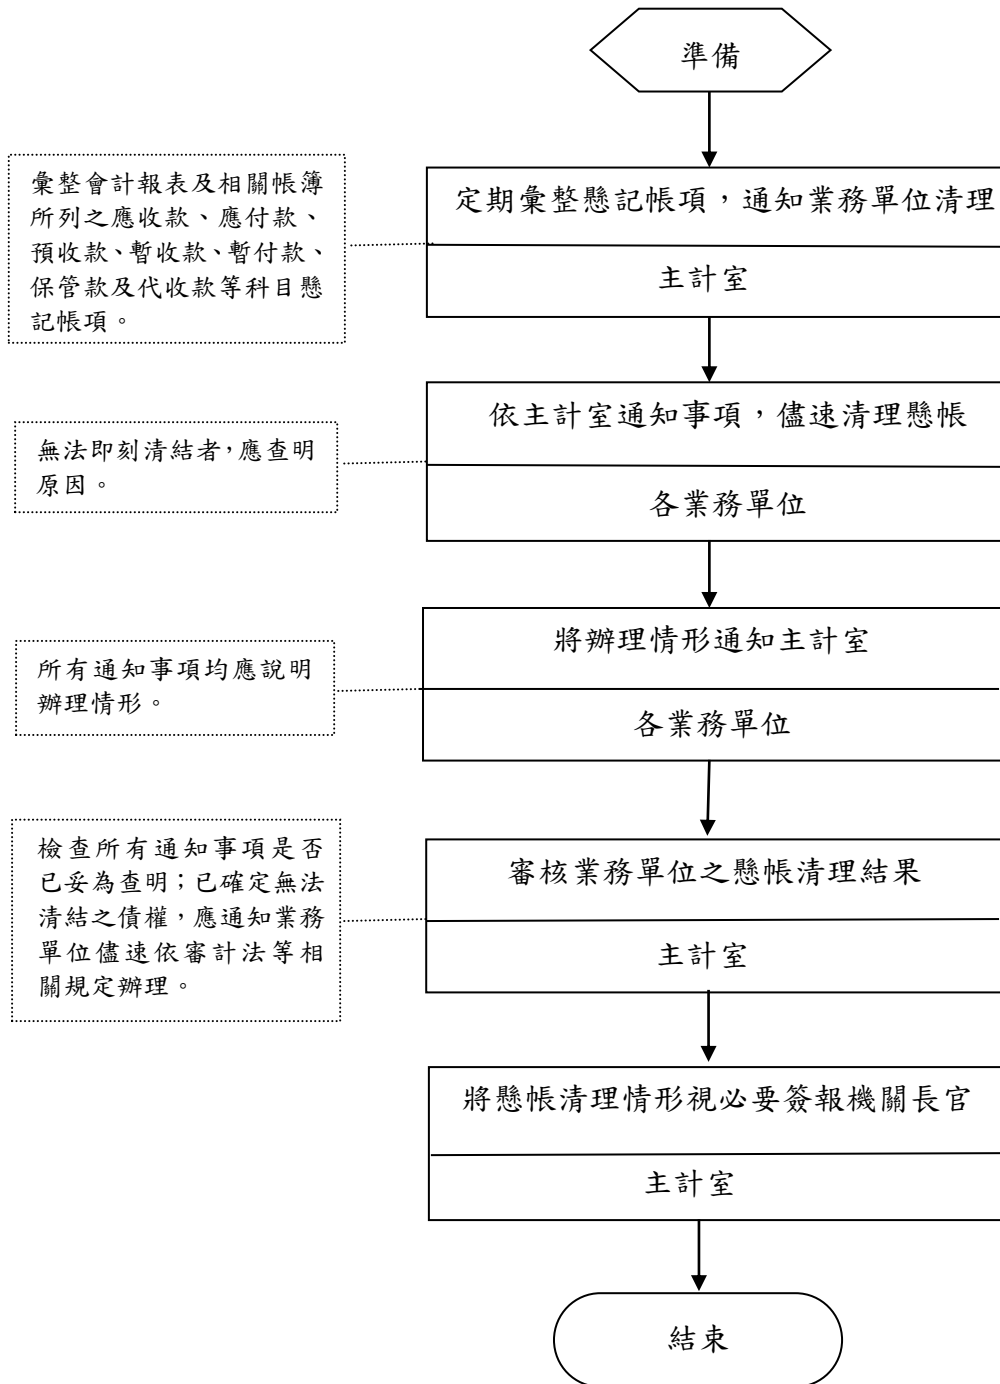 準備
彙整會計報表及相關帳簿
所列之應收款、應付款、
預收款、暫收款、暫付款、
保管款及代收款等科目懸
記帳項。
定期彙整懸記帳項，通知業務單位清理
主計室
無法即刻清結者，應查明
原因。
依主計室通知事項，儘速清理懸帳
各業務單位
所有通知事項均應說明
辦理情形。
將辦理情形通知主計室
各業務單位
檢查所有通知事項是否
已妥為查明；已確定無法
清結之債權，應通知業務
單位儘速依審計法等相
關規定辦理。
審核業務單位之懸帳清理結果
主計室
將懸帳清理情形視必要簽報機關長官
主計室
結束